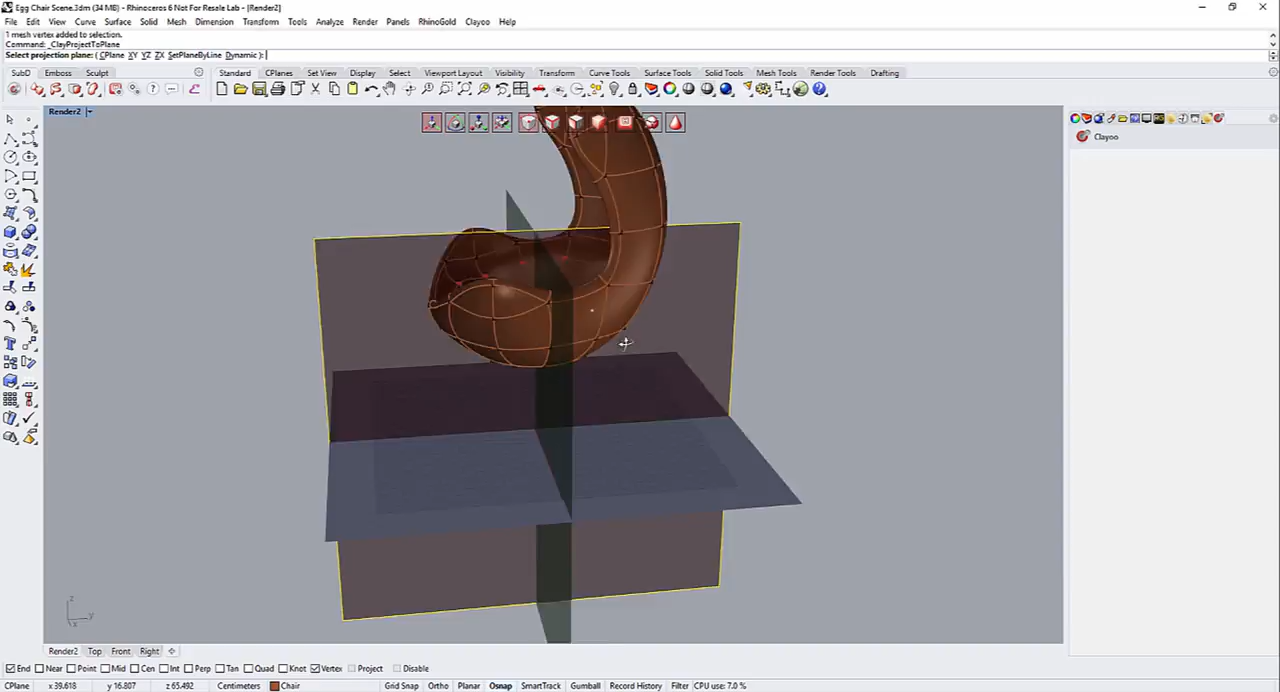 Egg Chair Scene.3dm (34 MB) - Rhinoceros 6 Not For Resale Lab - [Render2]
File Edit View Curve Surface Solid Mesh Dimension Transform Tools Analyze Render Panels RhinoGold Clayoo Help
1 mesh vertex added to selection.
Command: _ClayProjectToPlane
Select projection plane: ( CPlane XY YZ ZX SetPlaneByLine Dynamic ):
SubD Emboss Sculpt Standard CPlanes Set View Display Select Viewport Layout Visibility Transform Curve Tools Surface Tools Solid Tools Mesh Tools Render Tools Drafting
Render2
Clayoo
z
y
x
Render2 Top Front Right
End Near Point Mid Cen Int Perp Tan Quad Knot Vertex Project Disable
CPlane x 39.618 y 16.807 z 65.492 Centimeters Chair Grid Snap Ortho Planar Osnap SmartTrack Gumball Record History Filter CPU use: 7.0 %